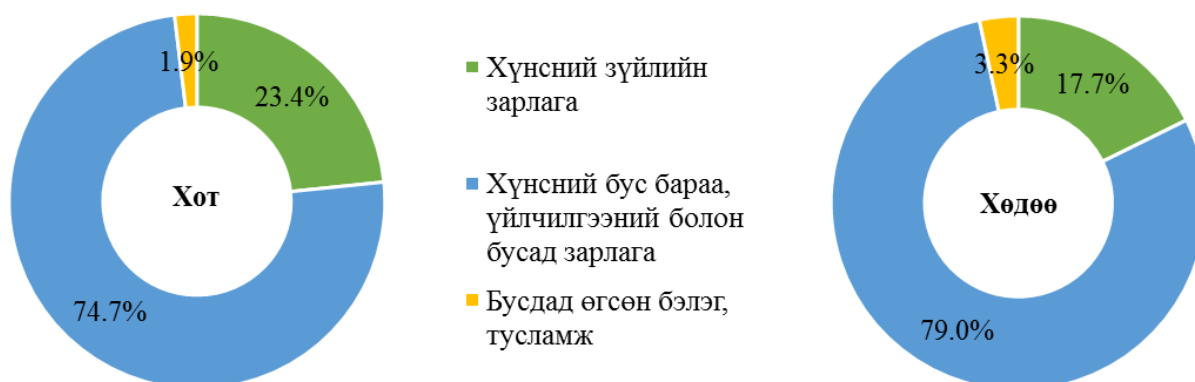 1.9%
23.4%
Хот
74.7%
Хүнсний зүйлийн
зарлага
Хүнсний бус бараа,
үйлчилгээний болон
бусад зарлага
Бусдад өгсөн бэлэг,
тусламж
3.3%
17.7%
Хөдөө
79.0%